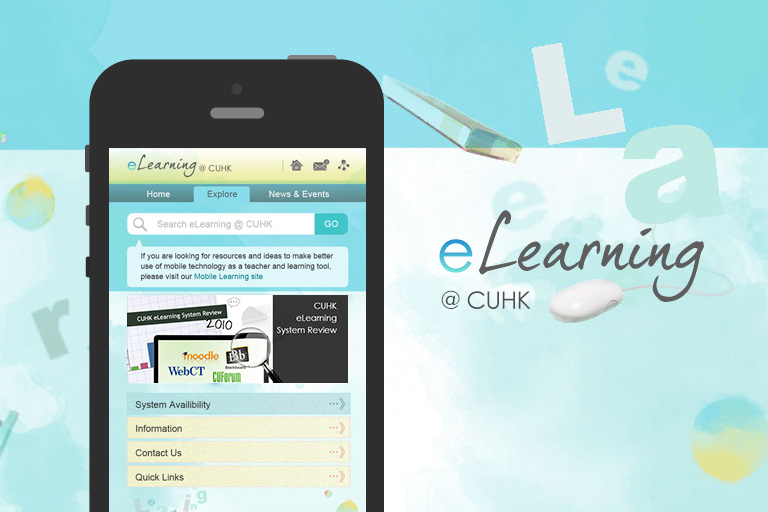 eLearning @ CUHK
Home Explore News & Events
Search eLearning @ CUHK GO
If you are looking for resources and ideas to make better
use of mobile technology as a teacher and learning tool,
please visit our Mobile Learning site
CUHK eLearning System Review
2010
moodle
Bb
Blackboard
WebCT
CUForum
CUHK
eLearning
System Review
System Availibility
Information
Contact Us
Quick Links
L e a r n i n g
L e
a
e
r
eLearning
@ CUHK